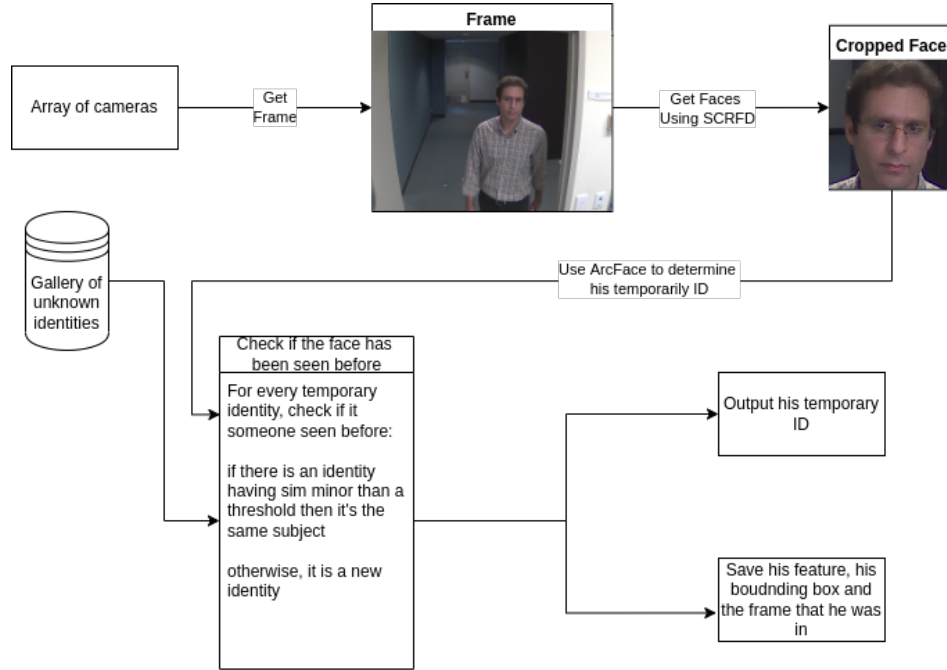 Frame
Cropped Face
Array of cameras
Get
Frame
Get Faces
Using SCRFD
Gallery of
unknown
identities
Use ArcFace to determine
his temporarily ID
Check if the face has
been seen before
For every temporary
identity, check if it
someone seen before:
if there is an identity
having sim minor than a
threshold then it's the
same subject
otherwise, it is a new
identity
Output his temporary
ID
Save his feature, his
boudnding box and
the frame that he was
in